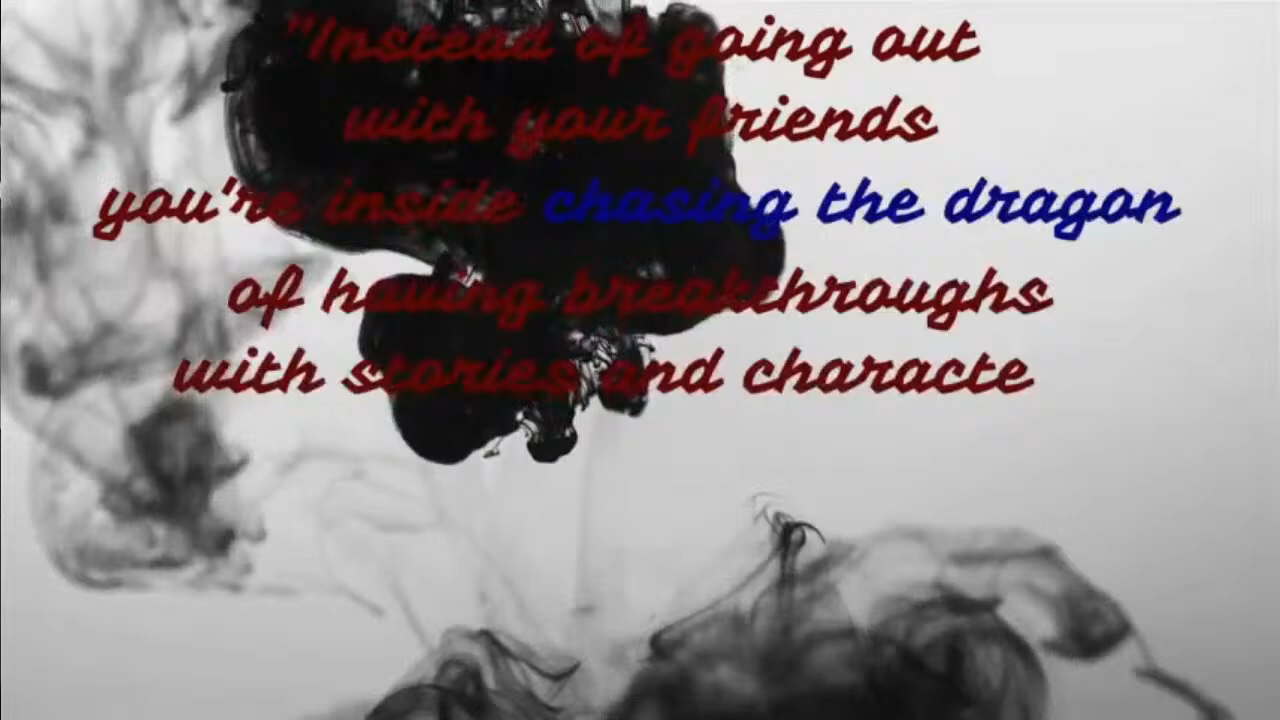 "Instead of going out
with your friends
you're inside chasing the dragon
of having breakthroughs
with stories and characte